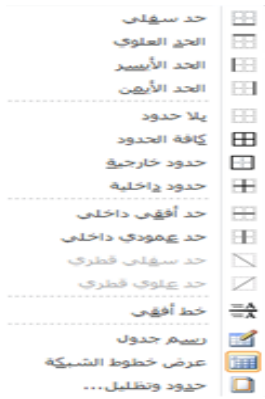 حد سفلي
الحد العلوي
الحد الأيسر
الحد الأيمن
بلا حدود
كافة الحدود
حدود خارجية
حدود داخلية
حد أفقي داخلي
حد عمودي داخلي
حد سفلي قطري
حد علوي قطري
خط أفقي
رسم جدول
عرض خطوط الشبكة
حدود وتظليل...